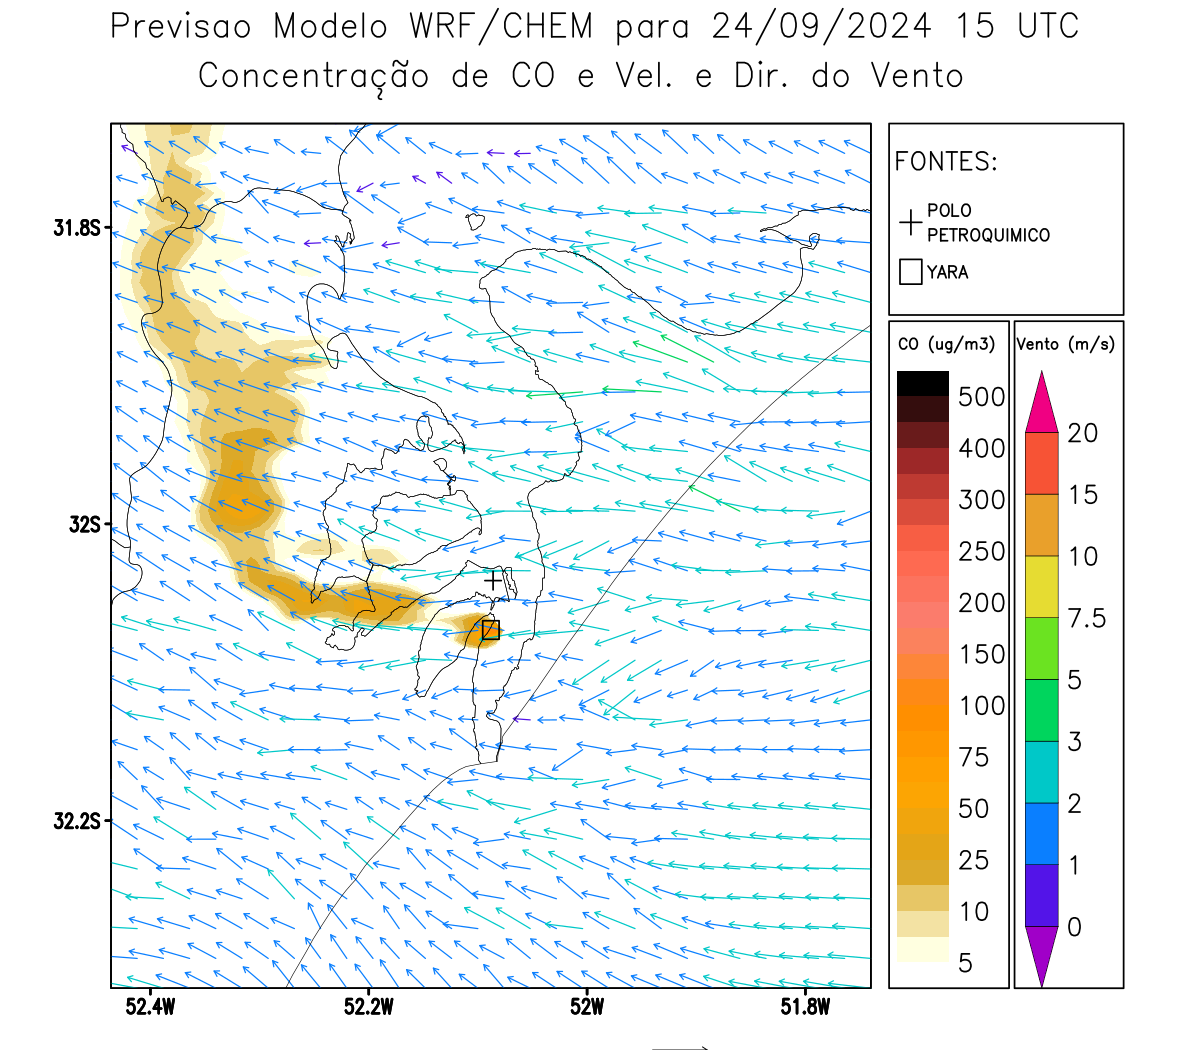 Previsao Modelo WRF/CHEM para 24/09/2024 15 UTC
Concentração de CO e Vel. e Dir. do Vento
FONTES:
POLO
PETROQUIMICO
YARA
CO (ug/m3)
500
400
300
250
200
150
100
75
50
25
10
5
Vento (m/s)
20
15
10
7.5
5
3
2
1
0
31.8S
32S
32.2S
52.4W
52.2W
52W
51.8W